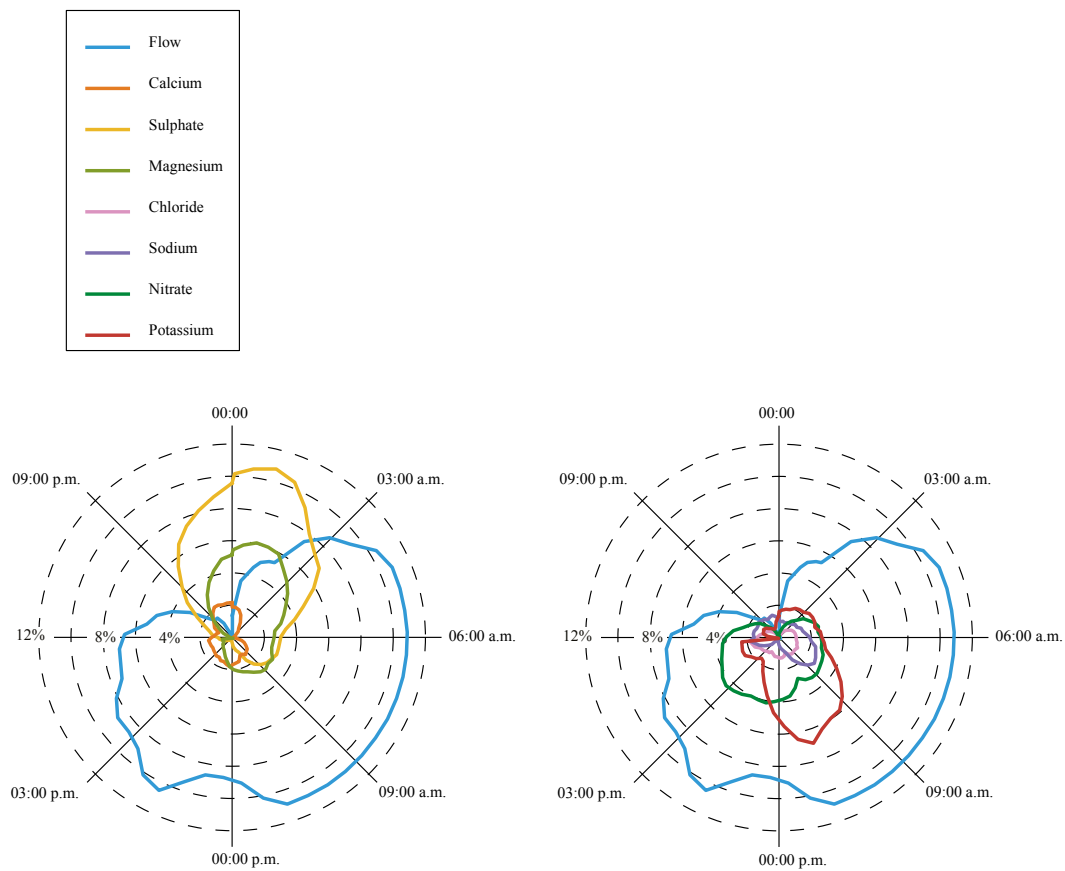 Flow
Calcium
Sulphate
Magnesium
Chloride
Sodium
Nitrate
Potassium
00:00
09:00 p.m.
03:00 a.m.
12%
8%
4%
06:00 a.m.
03:00 p.m.
09:00 a.m.
00:00 p.m.
00:00
09:00 p.m.
03:00 a.m.
12%
8%
4%
06:00 a.m.
03:00 p.m.
09:00 a.m.
00:00 p.m.